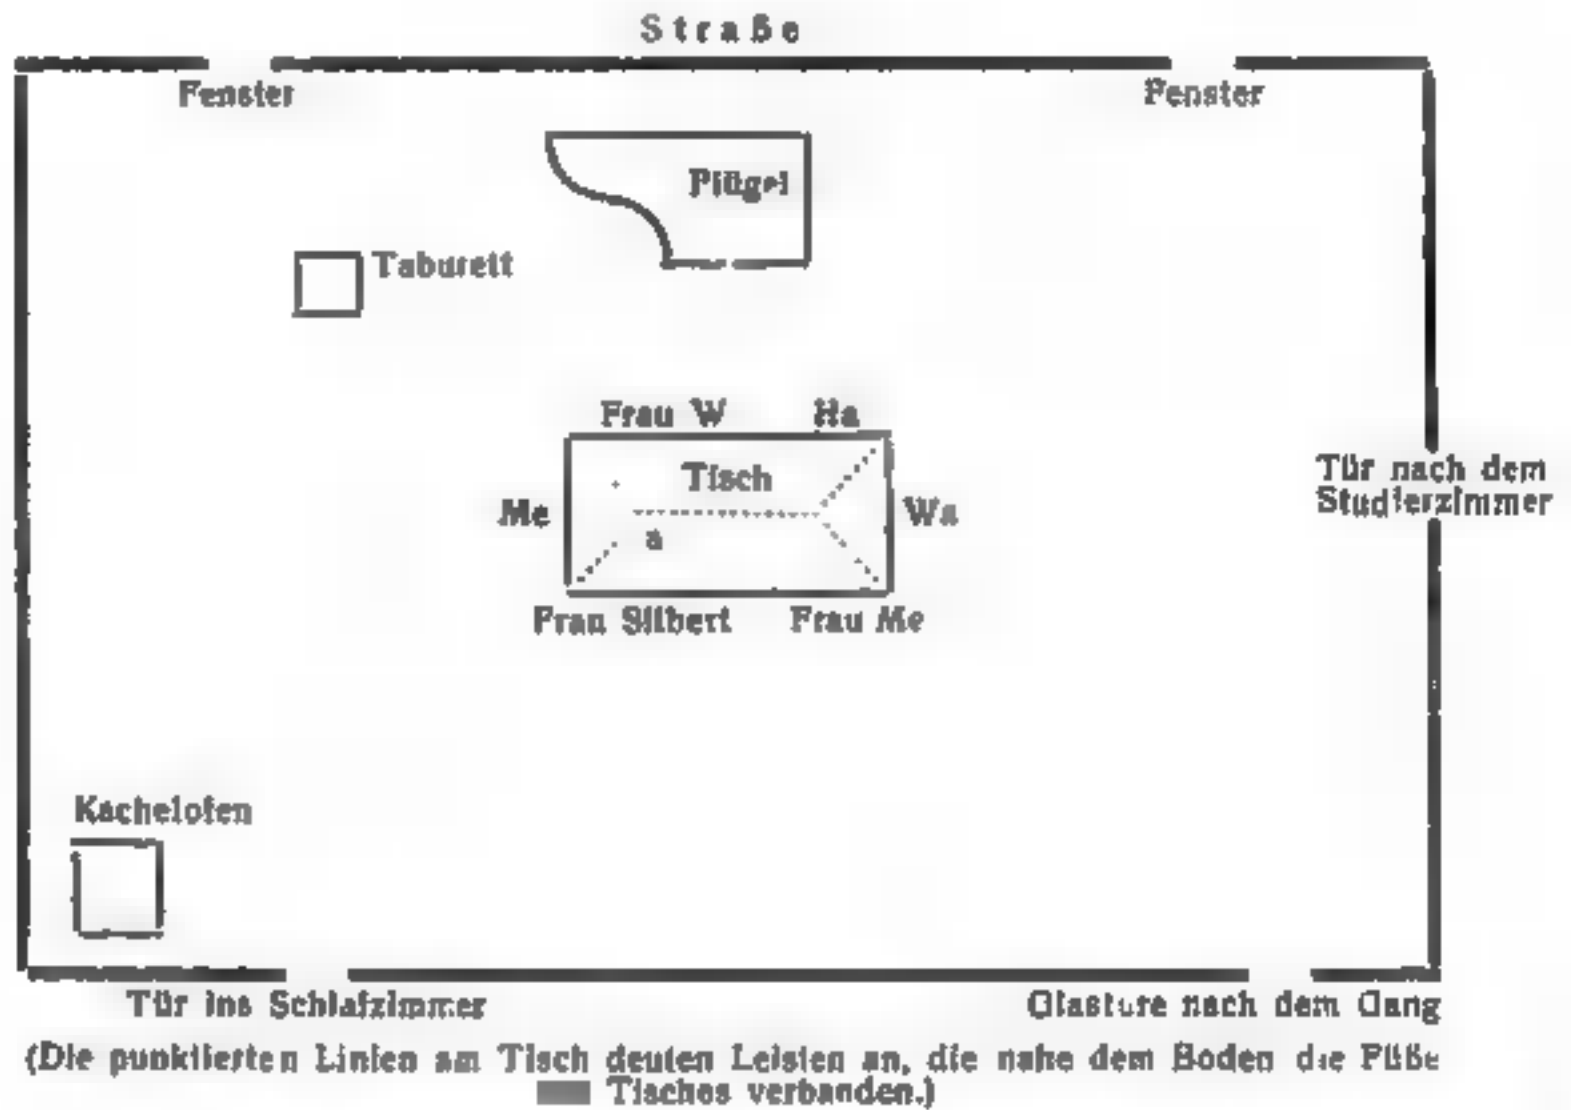 Straße
Fenster
Fenster
Flügel
Taburett
Frau W
Ha
Tisch
Me
Wa
a
Frau Silbert
Frau Me
Tür nach dem
Studierzimmer
Kachelofen
Tür ins Schlafzimmer
Glasture nach dem Gang
(Die punktierten Linien am Tisch deuten Leisten an, die nahe dem Boden die Füße
Tisches verbanden.)